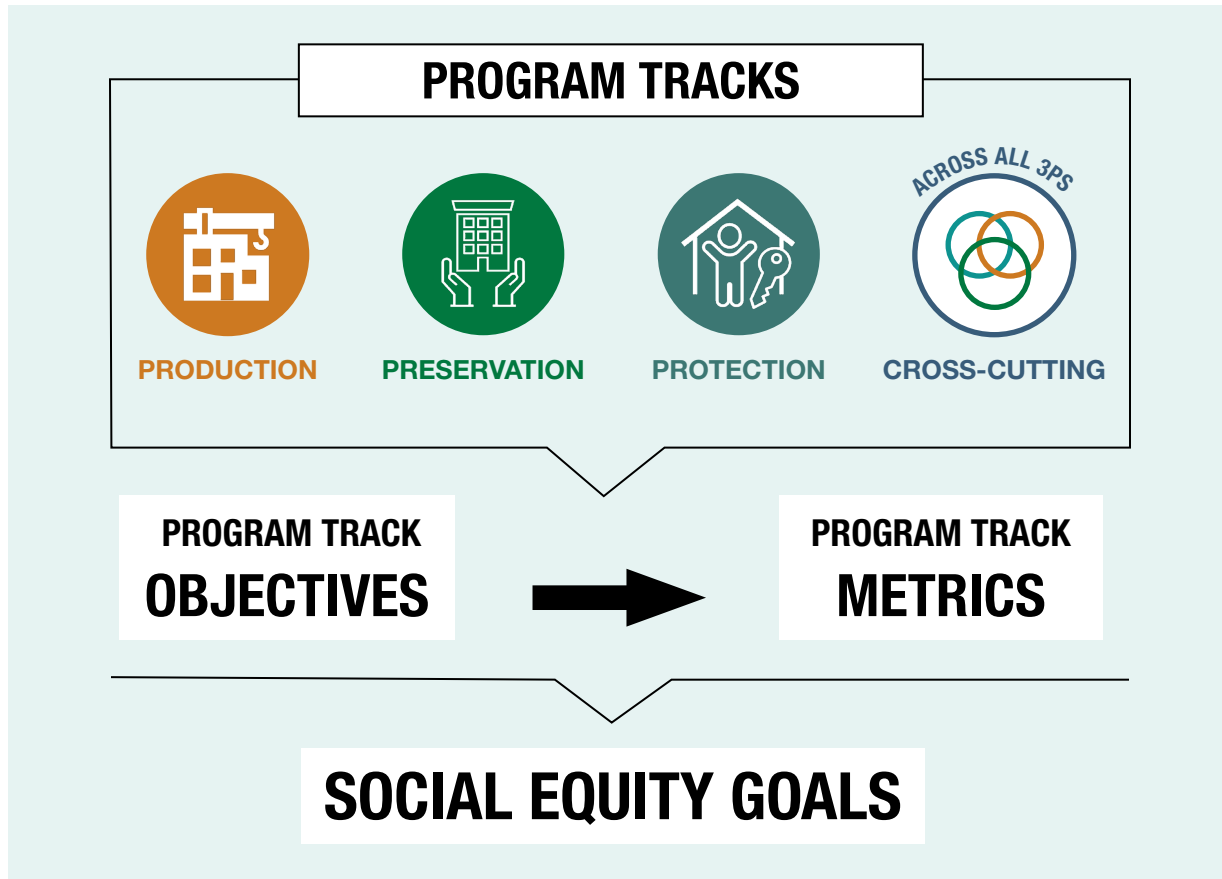 PROGRAM TRACKS
ACROSS ALL 3PS
PRODUCTION
PRESERVATION
PROTECTION
CROSS-CUTTING
PROGRAM TRACK
OBJECTIVES
PROGRAM TRACK
METRICS
SOCIAL EQUITY GOALS